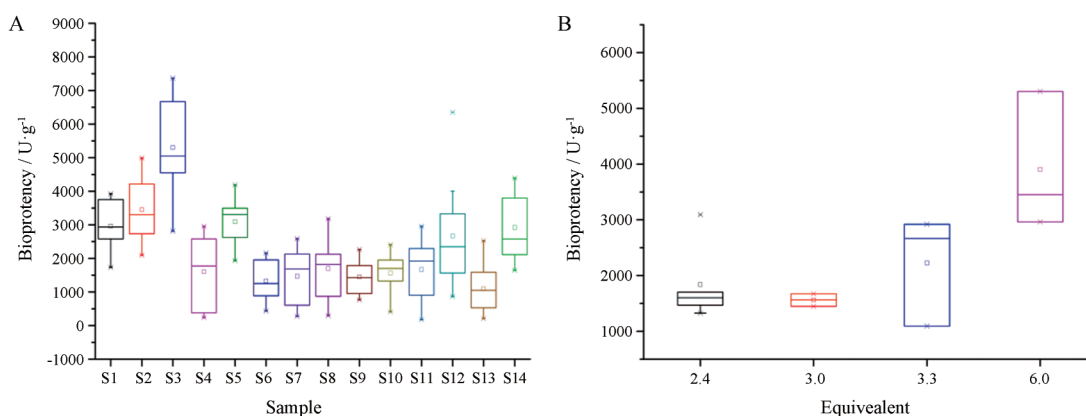 A
Bioprotency / U·g⁻¹
9000
8000
7000
6000
5000
4000
3000
2000
1000
0
-1000
S1 S2 S3 S4 S5 S6 S7 S8 S9 S10 S11 S12 S13 S14
Sample
B
Bioprotency / U·g⁻¹
6000
5000
4000
3000
2000
1000
2.4 3.0 3.3 6.0
Equivealent